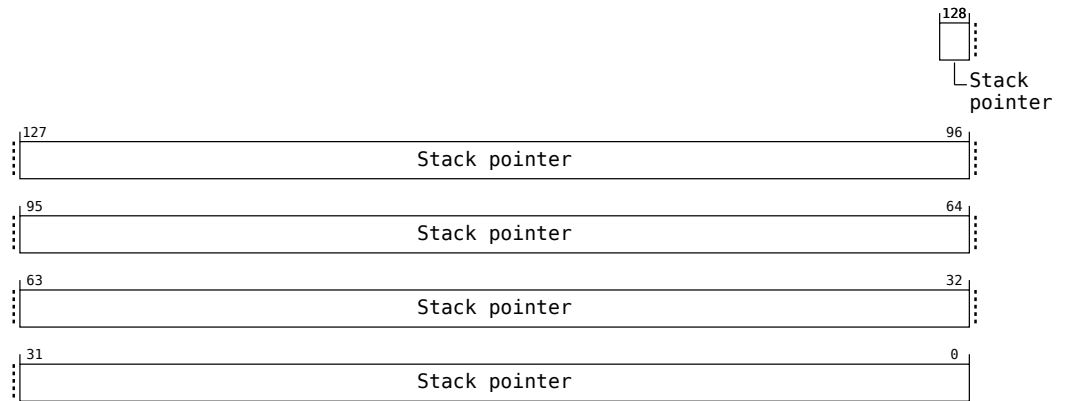 128
Stack
pointer
127 96
Stack pointer
95 64
Stack pointer
63 32
Stack pointer
31 0
Stack pointer